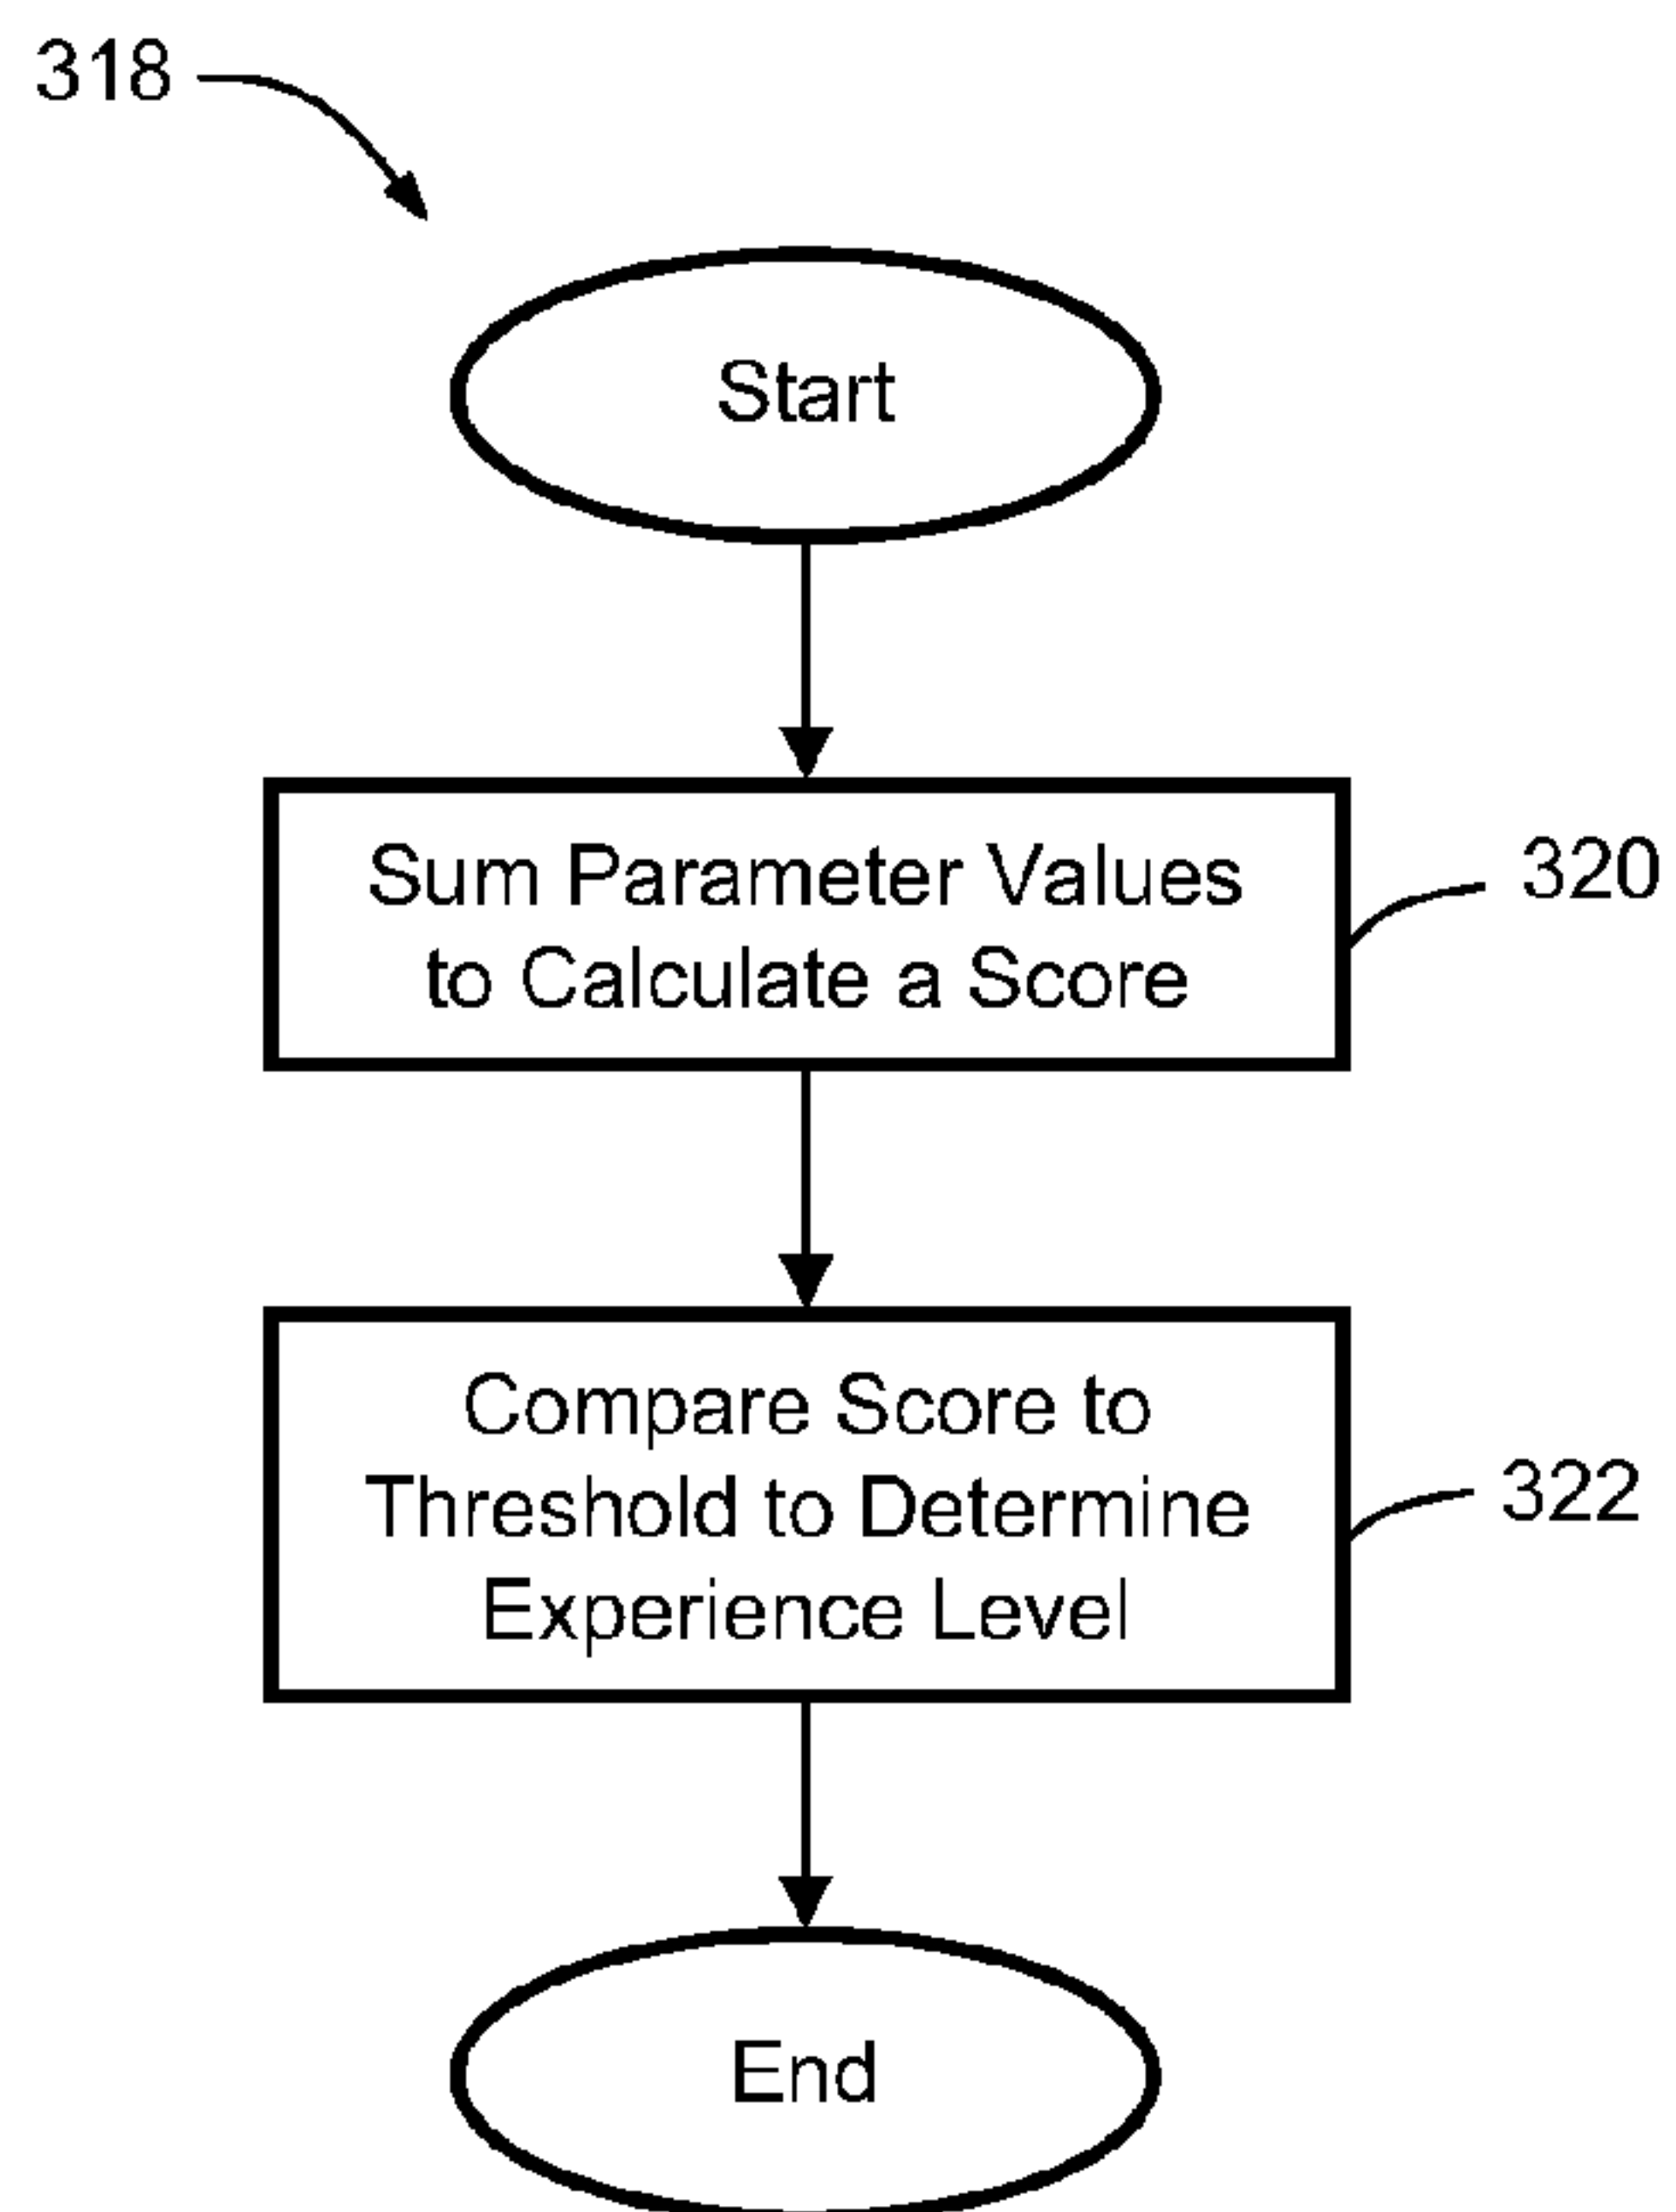 318
Start
Sum Parameter Values
to Calculate a Score
320
Compare Score to
Threshold to Determine
Experience Level
322
End